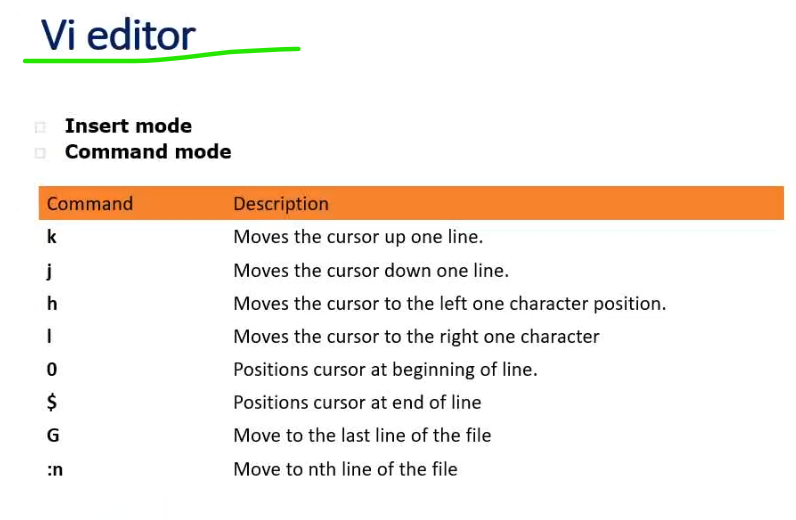 Vi editor
Insert mode
Command mode
Command Description
k Moves the cursor up one line.
j Moves the cursor down one line.
h Moves the cursor to the left one character position.
l Moves the cursor to the right one character
0 Positions cursor at beginning of line.
$ Positions cursor at end of line
G Move to the last line of the file
:n Move to nth line of the file